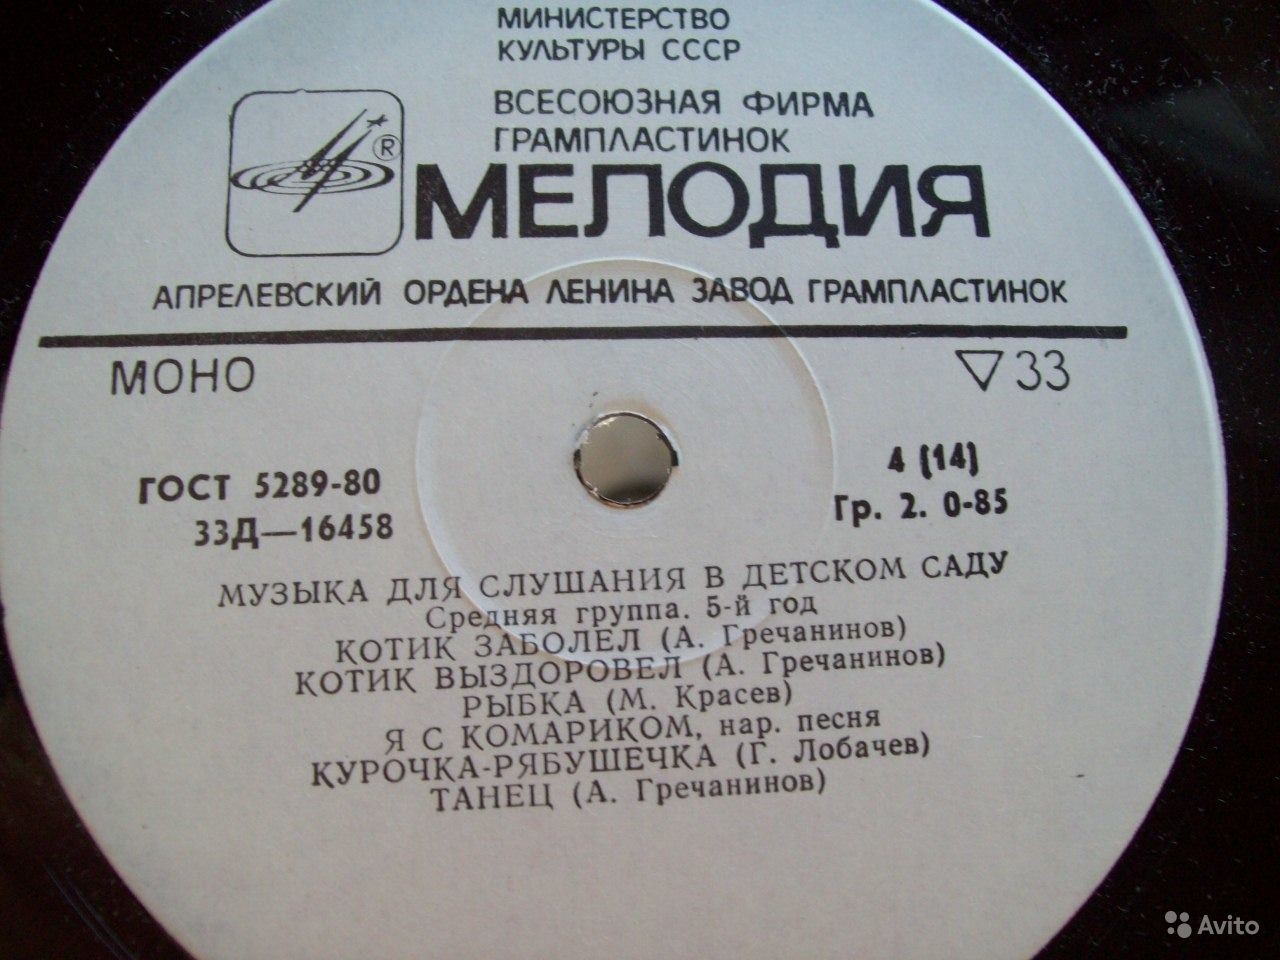 МИНИСТЕРСТВО
КУЛЬТУРЫ СССР
ВСЕСОЮЗНАЯ ФИРМА
ГРАМПЛАСТИНОК
®
МЕЛОДИЯ
АПРЕЛЕВСКИЙ ОРДЕНА ЛЕНИНА ЗАВОД ГРАМПЛАСТИНОК
МОНО ▽33
ГОСТ 5289-80 4 (14)
33Д—16458 Гр. 2. 0-85
МУЗЫКА ДЛЯ СЛУШАНИЯ В ДЕТСКОМ САДУ
Средняя группа. 5-й год
КОТИК ЗАБОЛЕЛ (А. Гречанинов)
КОТИК ВЫЗДОРОВЕЛ (А. Гречанинов)
РЫБКА (М. Красев)
Я С КОМАРИКОМ, нар. песня
КУРОЧКА-РЯБУШЕЧКА (Г. Лобачев)
ТАНЕЦ (А. Гречанинов)
Avito